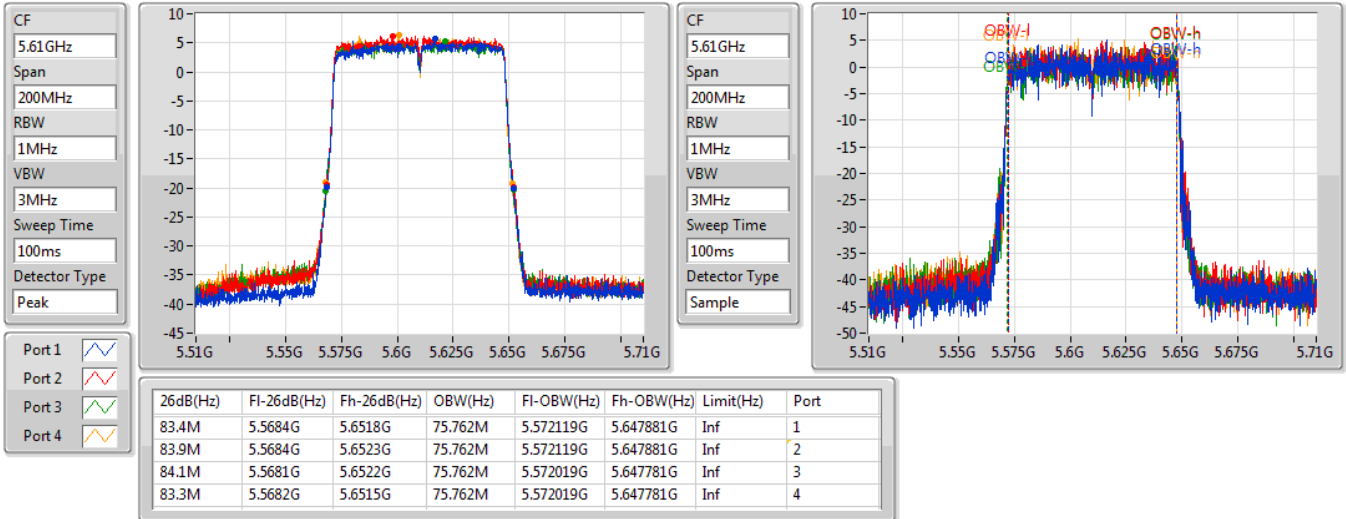 CF
5.61GHz
Span
200MHz
RBW
1MHz
VBW
3MHz
Sweep Time
100ms
Detector Type
Peak
10
5
0
-5
-10
-15
-20
-25
-30
-35
-40
-45
5.51G 5.55G 5.575G 5.6G 5.625G 5.65G 5.675G 5.71G
CF
5.61GHz
Span
200MHz
RBW
1MHz
VBW
3MHz
Sweep Time
100ms
Detector Type
Sample
10
5
0
-5
-10
-15
-20
-25
-30
-35
-40
-45
-50
OBW-l OBW-h
OBW-h
5.51G 5.55G 5.575G 5.6G 5.625G 5.65G 5.675G 5.71G
Port 1
Port 2
Port 3
Port 4
26dB(Hz) Fl-26dB(Hz) Fh-26dB(Hz) OBW(Hz) Fl-OBW(Hz) Fh-OBW(Hz) Limit(Hz) Port
83.4M 5.5684G 5.6518G 75.762M 5.572119G 5.647881G Inf 1
83.9M 5.5684G 5.6523G 75.762M 5.572119G 5.647881G Inf 2
84.1M 5.5681G 5.6522G 75.762M 5.572019G 5.647781G Inf 3
83.3M 5.5682G 5.6515G 75.762M 5.572019G 5.647781G Inf 4